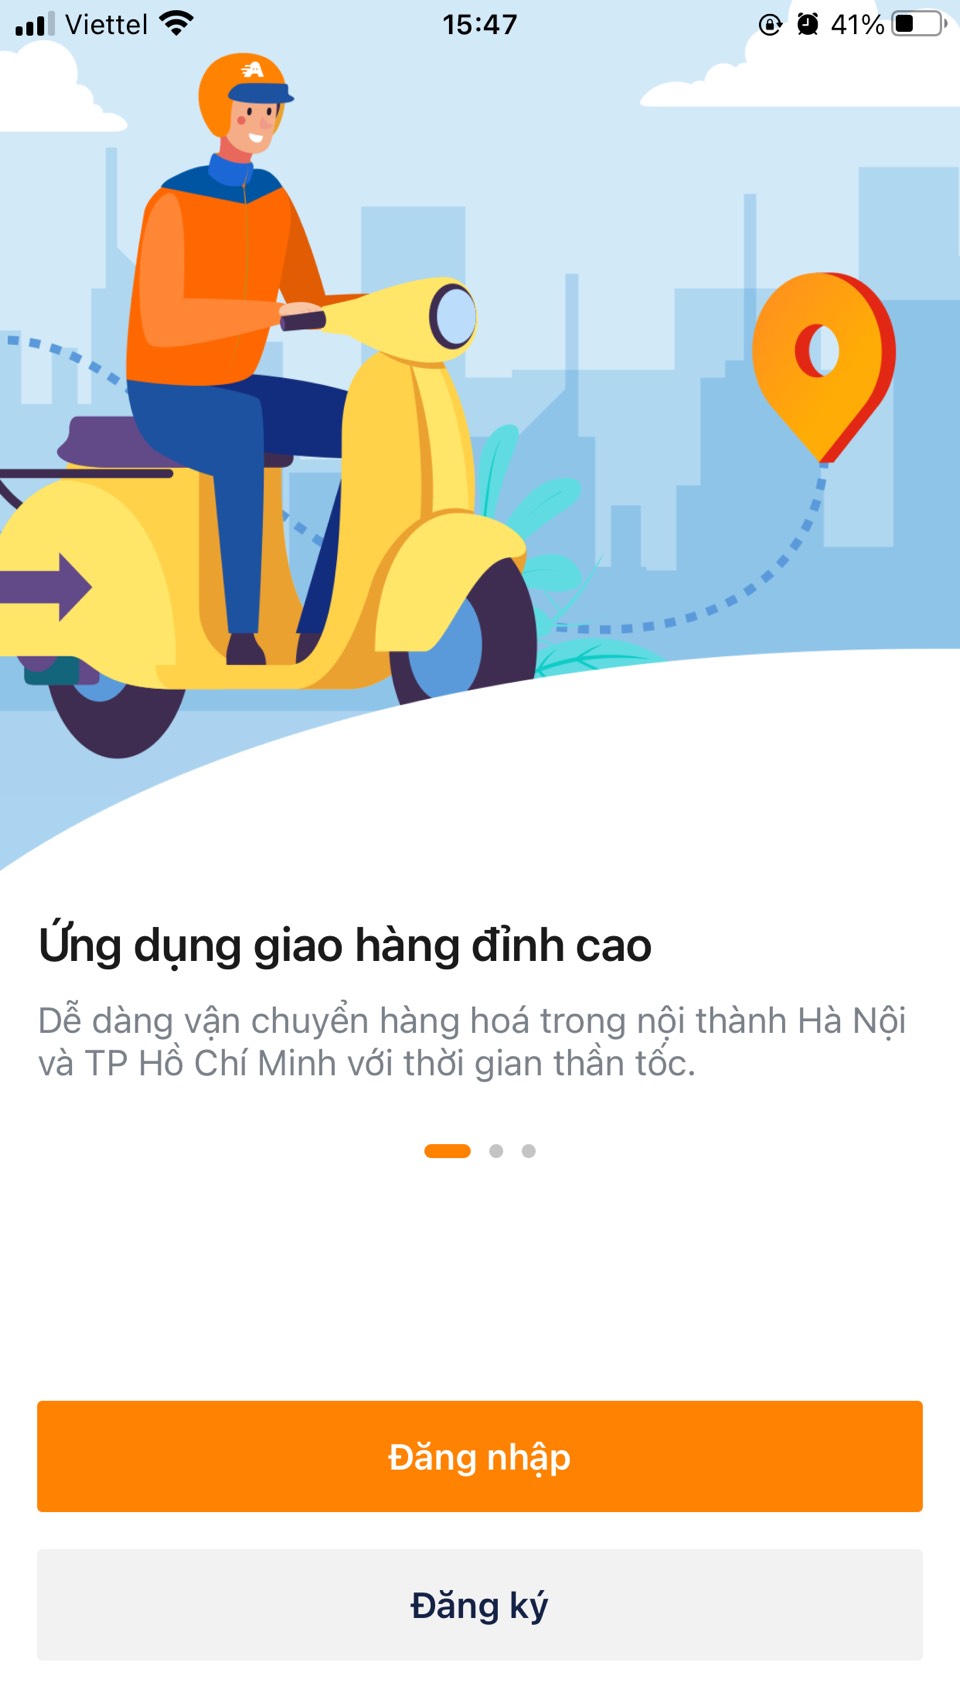 Viettel 15:47 41%
Ứng dụng giao hàng đỉnh cao
Dễ dàng vận chuyển hàng hoá trong nội thành Hà Nội
và TP Hồ Chí Minh với thời gian thần tốc.
Đăng nhập
Đăng ký